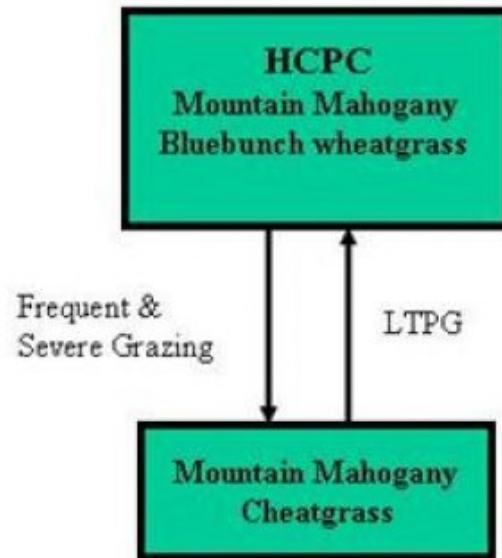 HCPC
Mountain Mahogany
Bluebunch wheatgrass
Frequent &
Severe Grazing
LTPG
Mountain Mahogany
Cheatgrass